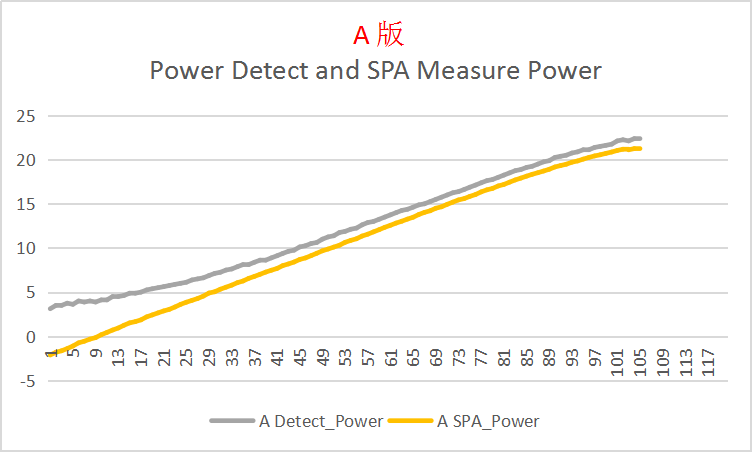 A 版
Power Detect and SPA Measure Power
25
20
15
10
5
0
-5
1 5 9 13 17 21 25 29 33 37 41 45 49 53 57 61 65 69 73 77 81 85 89 93 97 101 105 109 113 117
A Detect_Power A SPA_Power